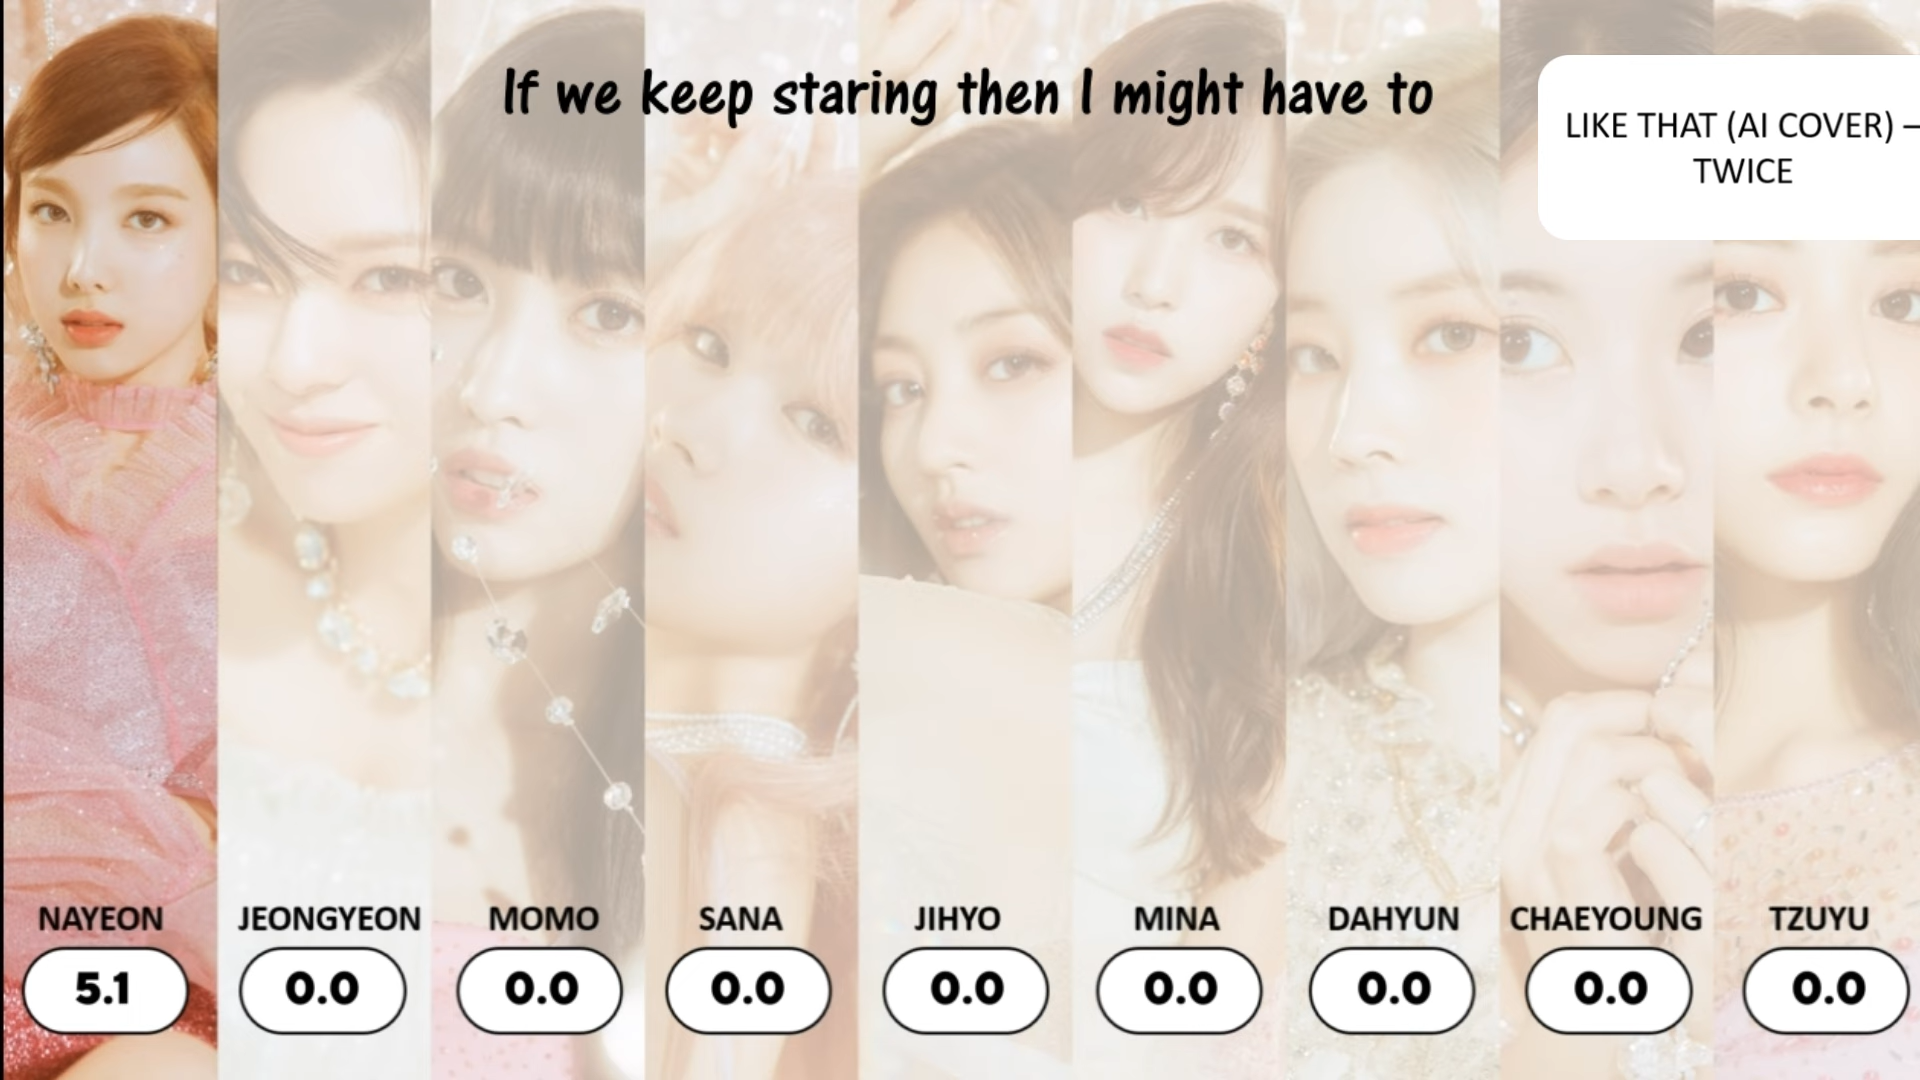 If we keep staring then I might have to
LIKE THAT (AI COVER) –
TWICE
NAYEON JEONGYEON MOMO SANA JIHYO MINA DAHYUN CHAEYOUNG TZUYU
5.1 0.0 0.0 0.0 0.0 0.0 0.0 0.0 0.0